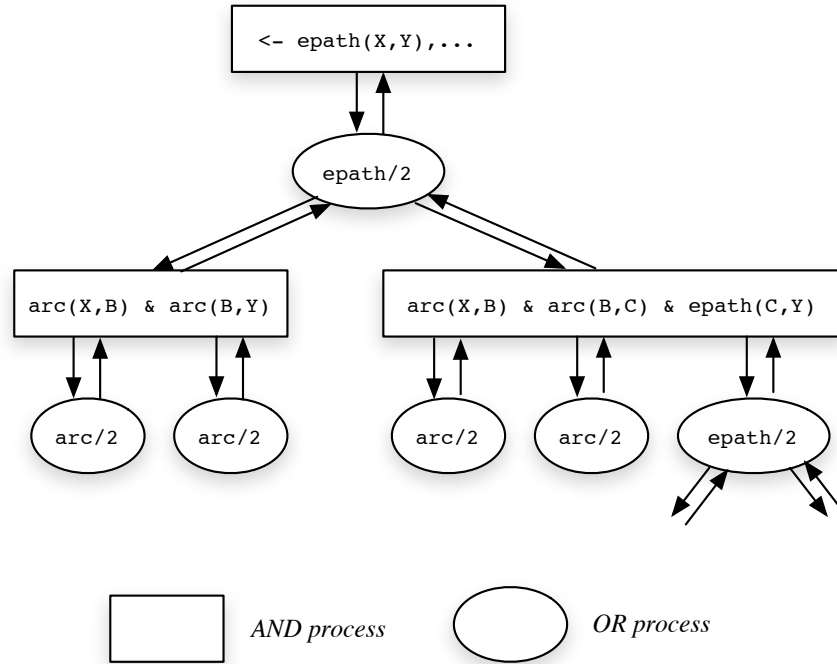 <- epath(X,Y),...
epath/2
arc(X,B) & arc(B,Y)
arc(X,B) & arc(B,C) & epath(C,Y)
arc/2
arc/2
arc/2
arc/2
epath/2
AND process
OR process